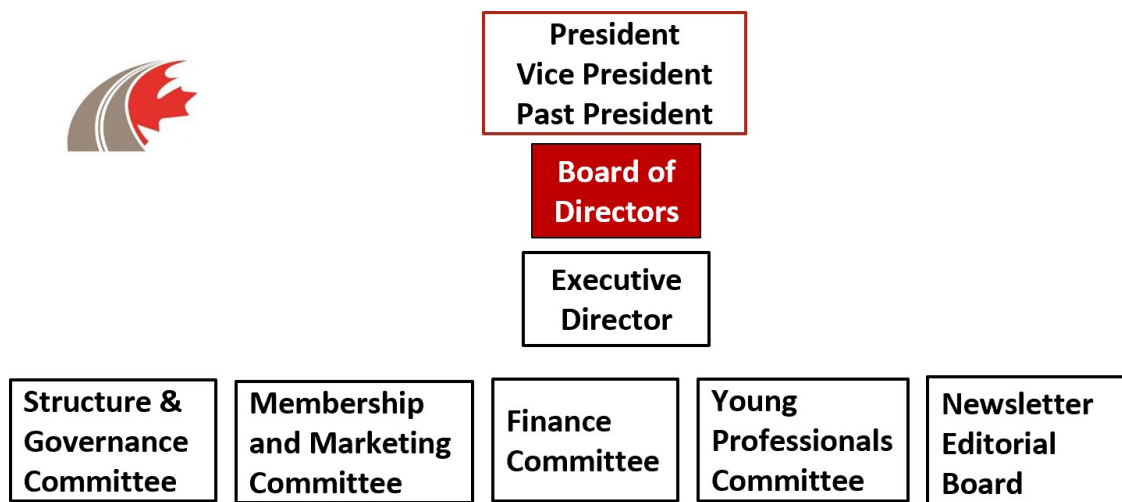 President
Vice President
Past President
Board of
Directors
Executive
Director
Structure &
Governance
Committee
Membership
and Marketing
Committee
Finance
Committee
Young
Professionals
Committee
Newsletter
Editorial
Board